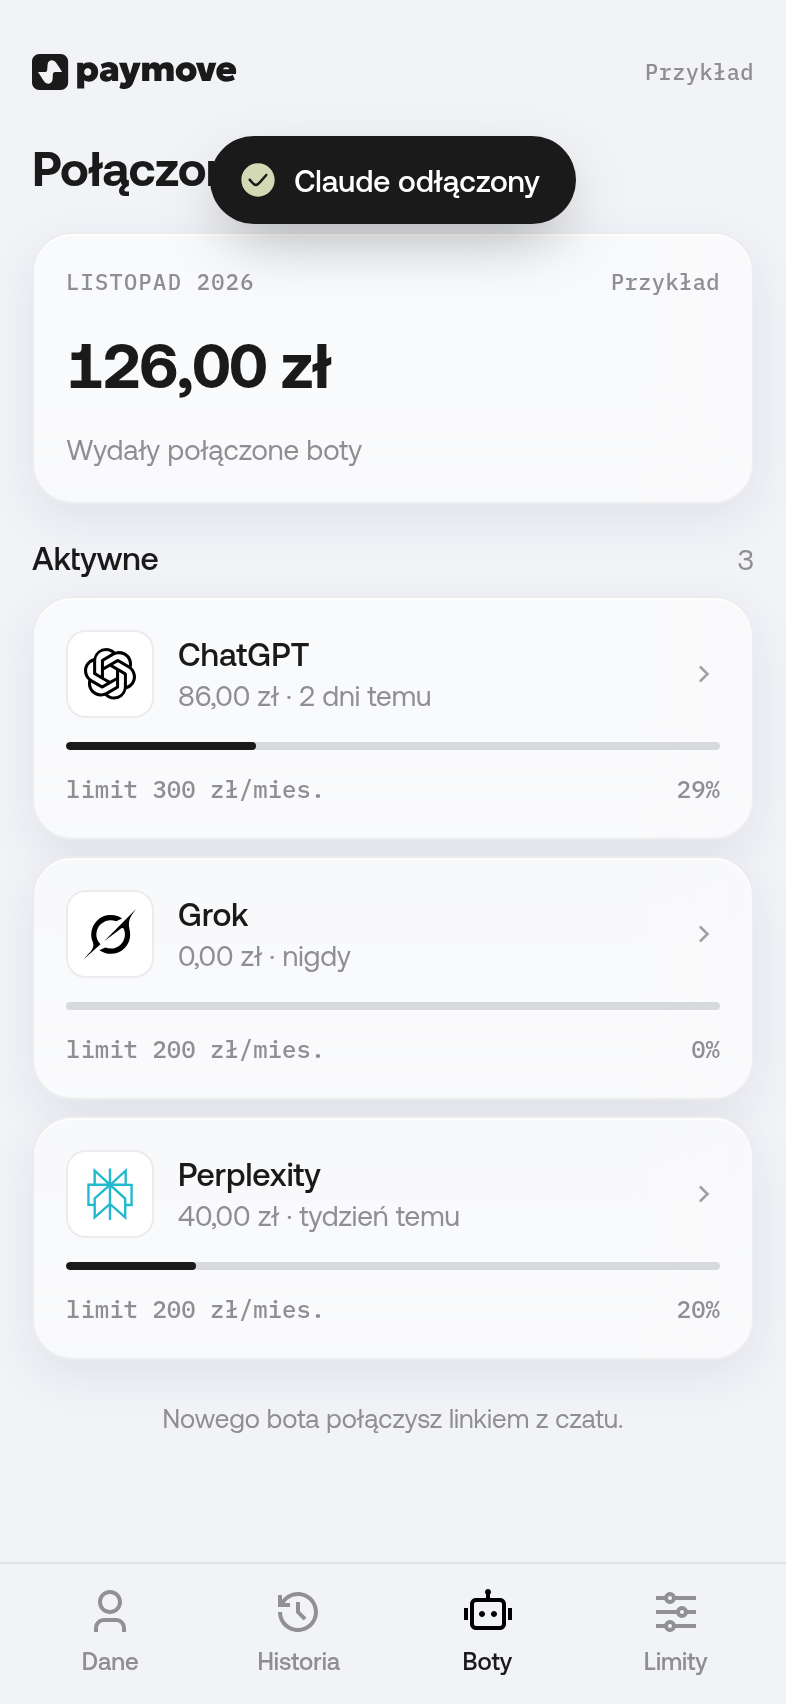 paymove
Przykład
Claude odłączony
LISTOPAD 2026
Przykład
126,00 zł
Wydały połączone boty
Aktywne
3
ChatGPT
86,00 zł · 2 dni temu
limit 300 zł/mies.
29%
Grok
0,00 zł · nigdy
limit 200 zł/mies.
0%
Perplexity
40,00 zł · tydzień temu
limit 200 zł/mies.
20%
Nowego bota połączysz linkiem z czatu.
Dane
Historia
Boty
Limity